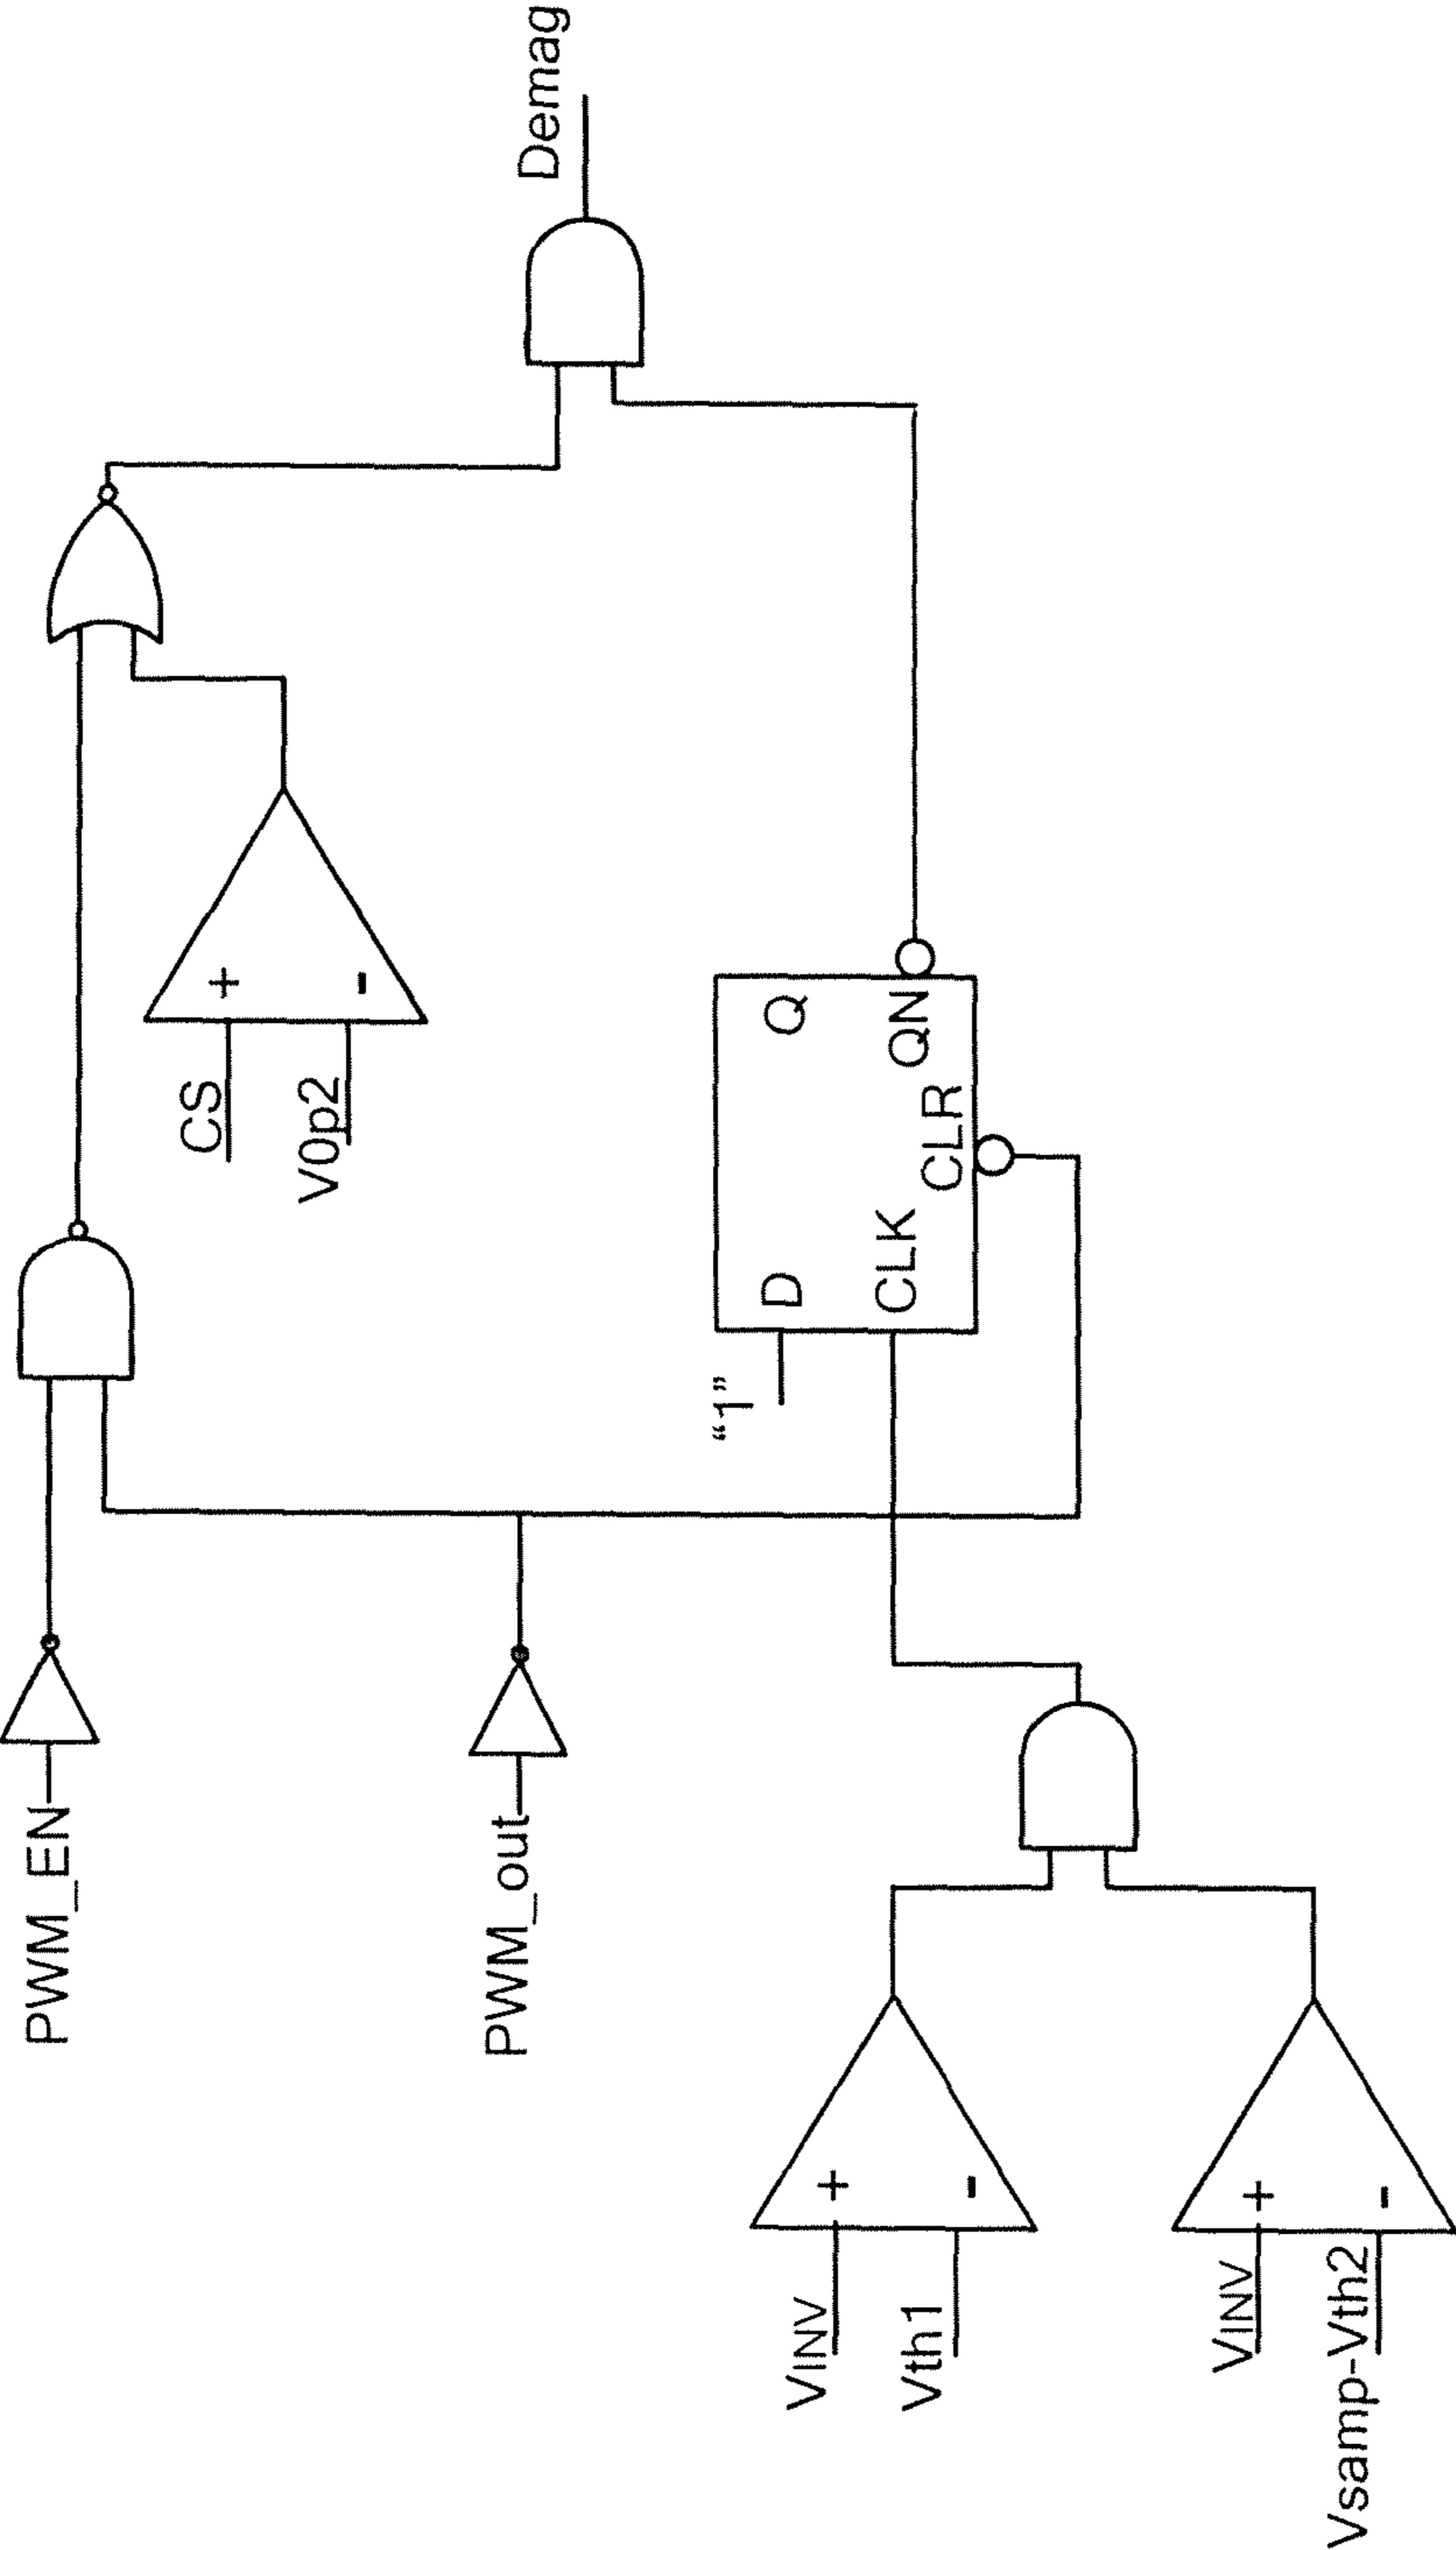 PWM_EN
PWM_out
CS
+
V0p2
-
Demag
"1"
D
Q
CLK
CLR
QN
VINV
+
Vth1
-
VINV
+
Vsamp-Vth2
-